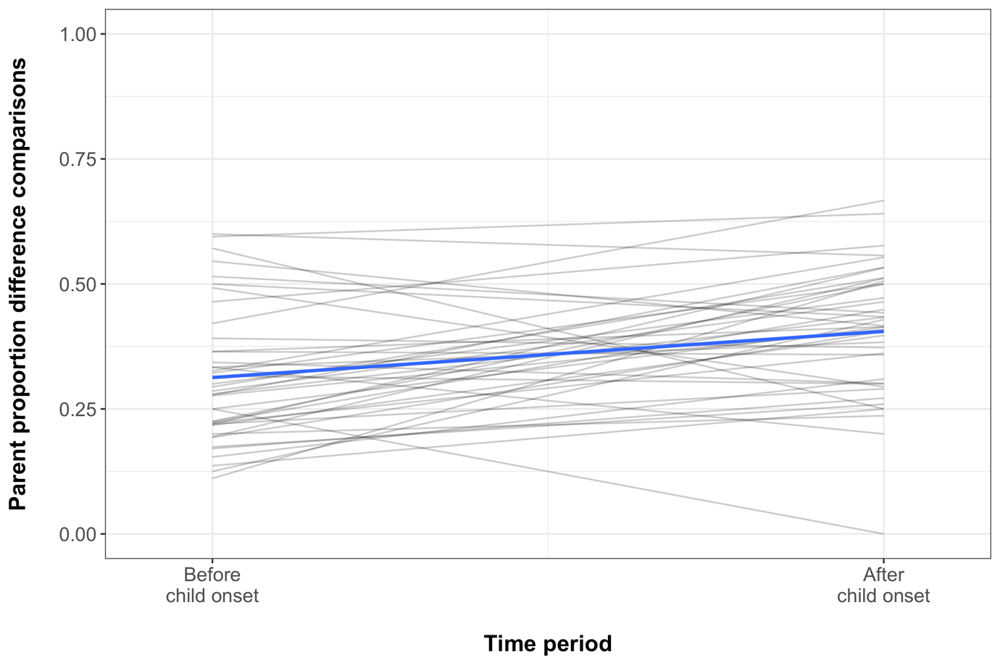 Parent proportion difference comparisons
1.00
0.75
0.50
0.25
0.00
Before
child onset
After
child onset
Time period